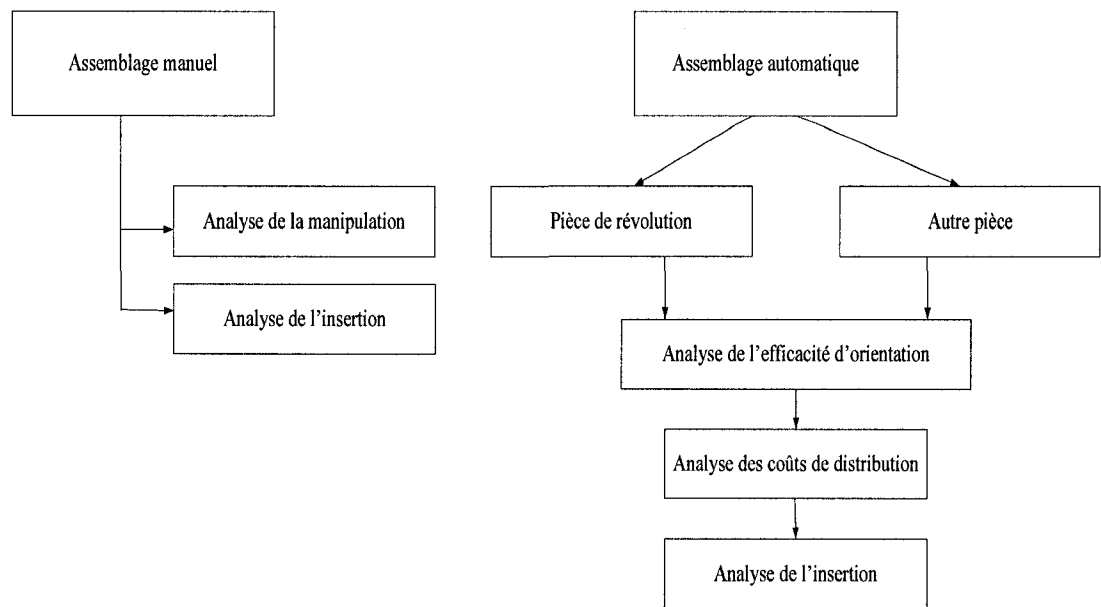 Assemblage manuel
Analyse de la manipulation
Analyse de l'insertion
Assemblage automatique
Pièce de révolution
Autre pièce
Analyse de l'efficacité d'orientation
Analyse des coûts de distribution
Analyse de l'insertion